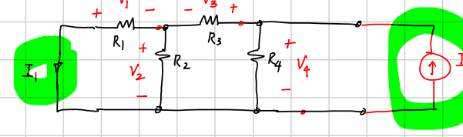 + V₁ - - V₃ +
R₁ R₃
I₁ + V₂ - R₂ R₄ + V₄ - I